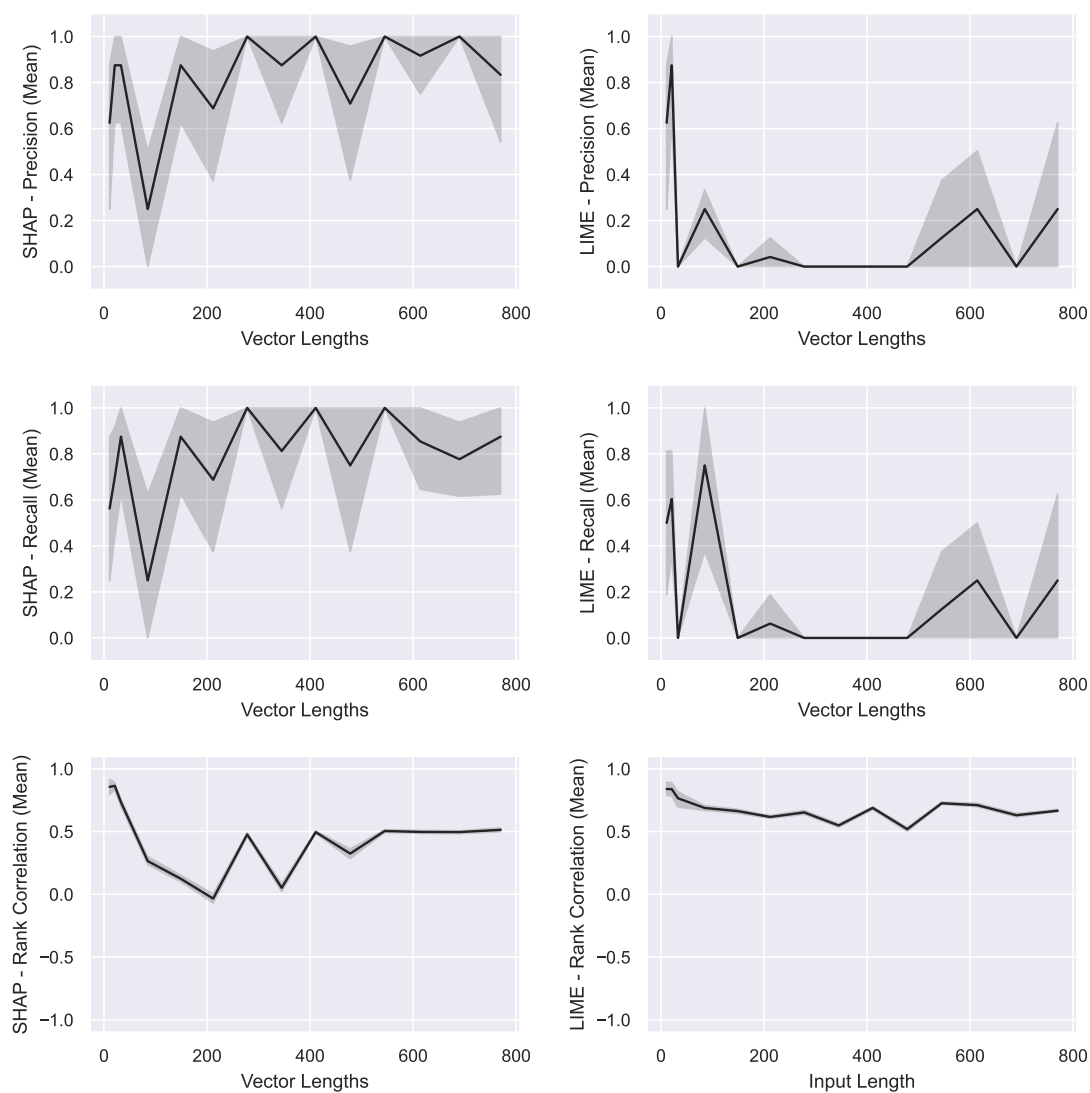 SHAP - Precision (Mean)
1.0
0.8
0.6
0.4
0.2
0.0
0 200 400 600 800
Vector Lengths
LIME - Precision (Mean)
1.0
0.8
0.6
0.4
0.2
0.0
0 200 400 600 800
Vector Lengths
SHAP - Recall (Mean)
1.0
0.8
0.6
0.4
0.2
0.0
0 200 400 600 800
Vector Lengths
LIME - Recall (Mean)
1.0
0.8
0.6
0.4
0.2
0.0
0 200 400 600 800
Vector Lengths
SHAP - Rank Correlation (Mean)
1.0
0.5
0.0
−0.5
−1.0
0 200 400 600 800
Vector Lengths
LIME - Rank Correlation (Mean)
1.0
0.5
0.0
−0.5
−1.0
0 200 400 600 800
Input Length